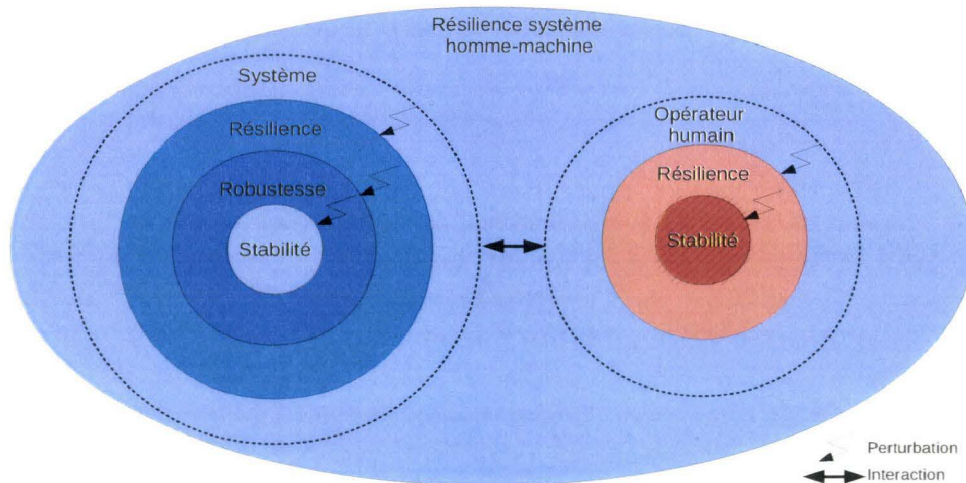 Résilience système
homme-machine
Système
Résilience
Robustesse
Stabilité
Opérateur
humain
Résilience
Stabilité
Perturbation
Interaction